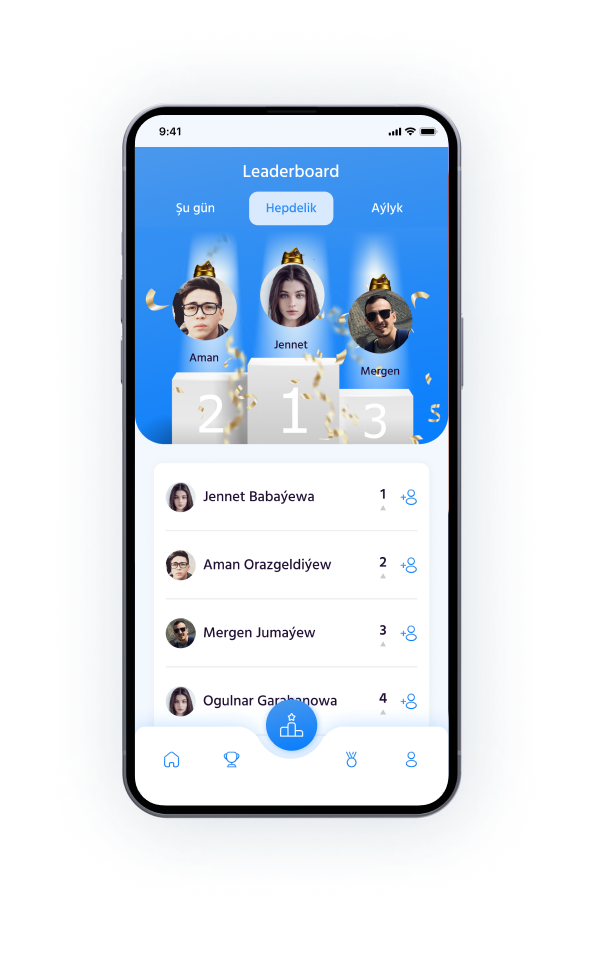 9:41
Leaderboard
Şu gün Hepdelik Aýlyk
Jennet
Aman
Mergen
2 1 3
Jennet Babaýewa 1
Aman Orazgeldiýew 2
Mergen Jumaýew 3
Ogulnar Garabanowa 4